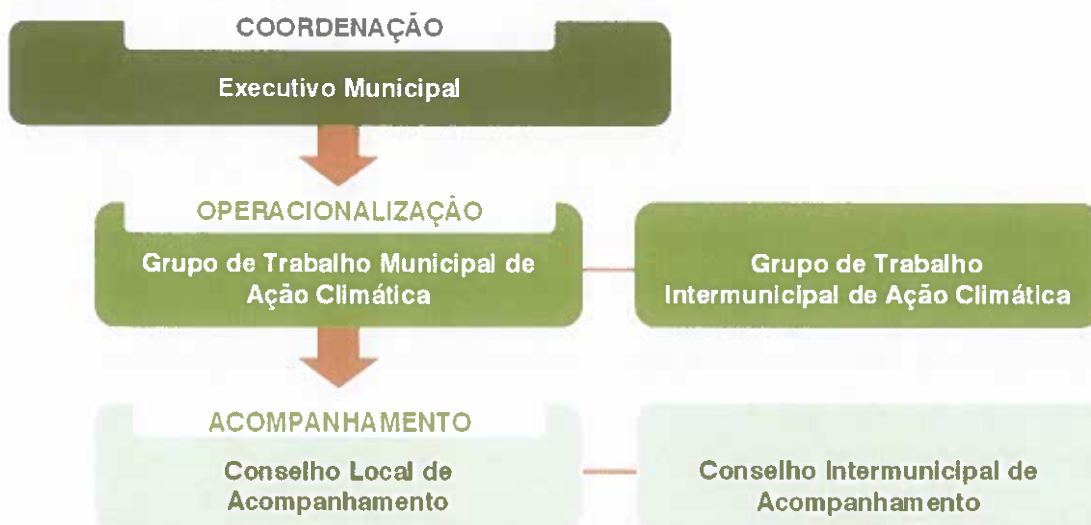 COORDENAÇÃO
Executivo Municipal
OPERACIONALIZAÇÃO
Grupo de Trabalho Municipal de
Ação Climática
Grupo de Trabalho
Intermunicipal de Ação Climática
ACOMPANHAMENTO
Conselho Local de
Acompanhamento
Conselho Intermunicipal de
Acompanhamento